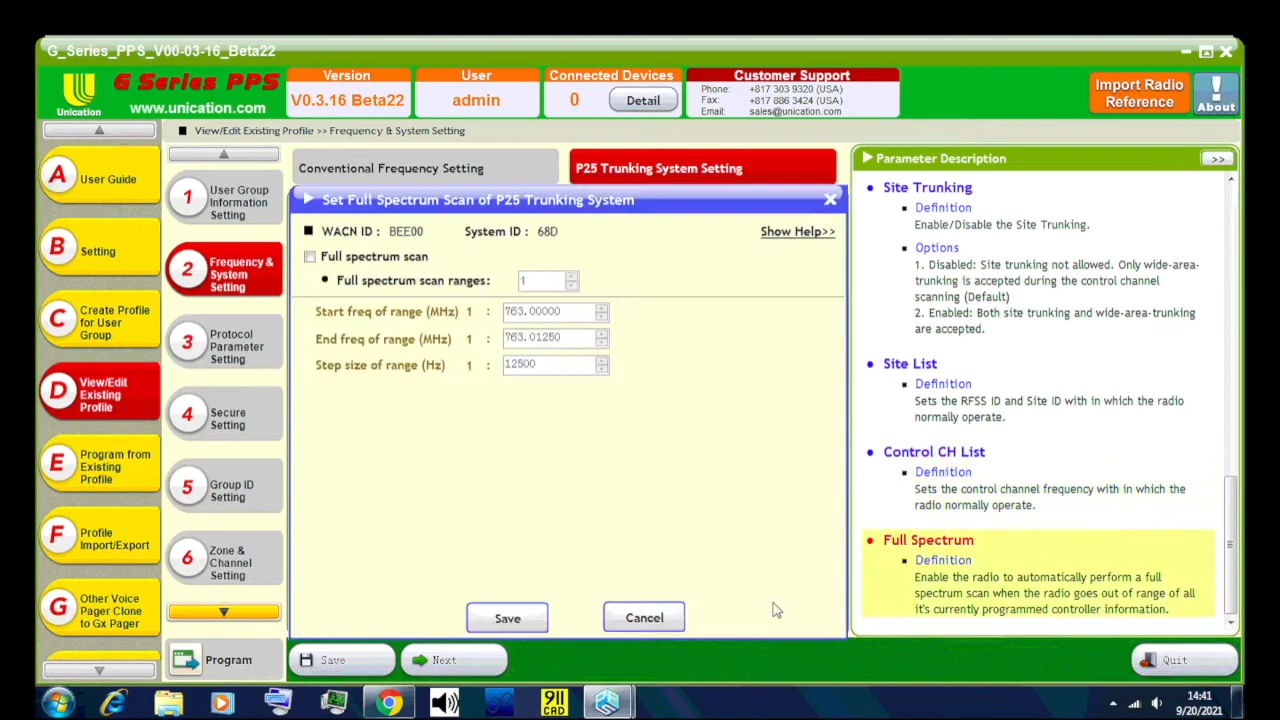 G_Series_PPS_V00-03-16_Beta22
Unication
G Series PPS
www.unication.com
Version
V0.3.16 Beta22
User
admin
Connected Devices
0
Detail
Customer Support
Phone: +817 303 9320 (USA)
Fax: +817 886 3424 (USA)
Email: sales@unication.com
Import Radio
Reference
!
About
View/Edit Existing Profile >> Frequency & System Setting
A
User Guide
B
Setting
C
Create Profile
for User
Group
D
View/Edit
Existing
Profile
E
Program from
Existing
Profile
F
Profile
Import/Export
G
Other Voice
Pager Clone
to Gx Pager
1
User Group
Information
Setting
2
Frequency &
System
Setting
3
Protocol
Parameter
Setting
4
Secure
Setting
5
Group ID
Setting
6
Zone &
Channel
Setting
Program
Conventional Frequency Setting
P25 Trunking System Setting
Set Full Spectrum Scan of P25 Trunking System
WACN ID : BEE00 System ID : 68D
Show Help>>
Full spectrum scan
Full spectrum scan ranges: 1
Start freq of range (MHz) 1 : 763.00000
End freq of range (MHz) 1 : 763.01250
Step size of range (Hz) 1 : 12500
Save
Cancel
Save
Next
Parameter Description
>>
Site Trunking
Definition
Enable/Disable the Site Trunking.
Options
1. Disabled: Site trunking not allowed. Only wide-area-
trunking is accepted during the control channel
scanning (Default)
2. Enabled: Both site trunking and wide-area-trunking
are accepted.
Site List
Definition
Sets the RFSS ID and Site ID with in which the radio
normally operate.
Control CH List
Definition
Sets the control channel frequency with in which the
radio normally operate.
Full Spectrum
Definition
Enable the radio to automatically perform a full
spectrum scan when the radio goes out of range of all
it's currently programmed controller information.
Quit
911
CAD
14:41
9/20/2021